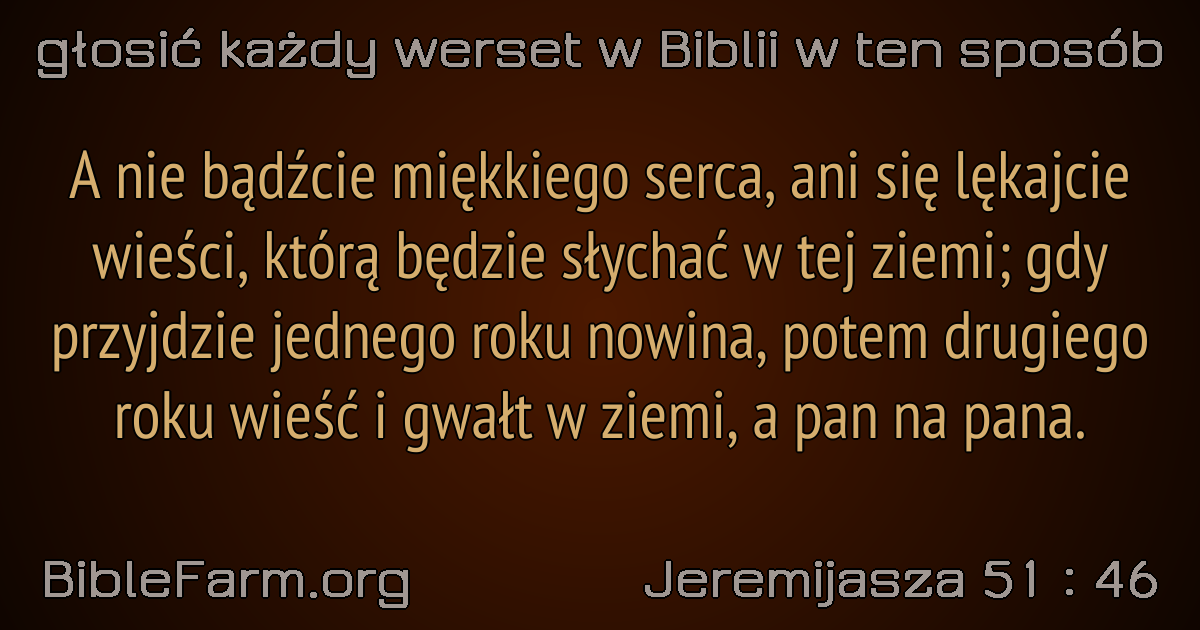 głosić każdy werset w Biblii w ten sposób
A nie bądźcie miękkiego serca, ani się lękajcie
wieści, którą będzie słychać w tej ziemi; gdy
przyjdzie jednego roku nowina, potem drugiego
roku wieść i gwałt w ziemi, a pan na pana.
BibleFarm.org
Jeremijasza 51 : 46